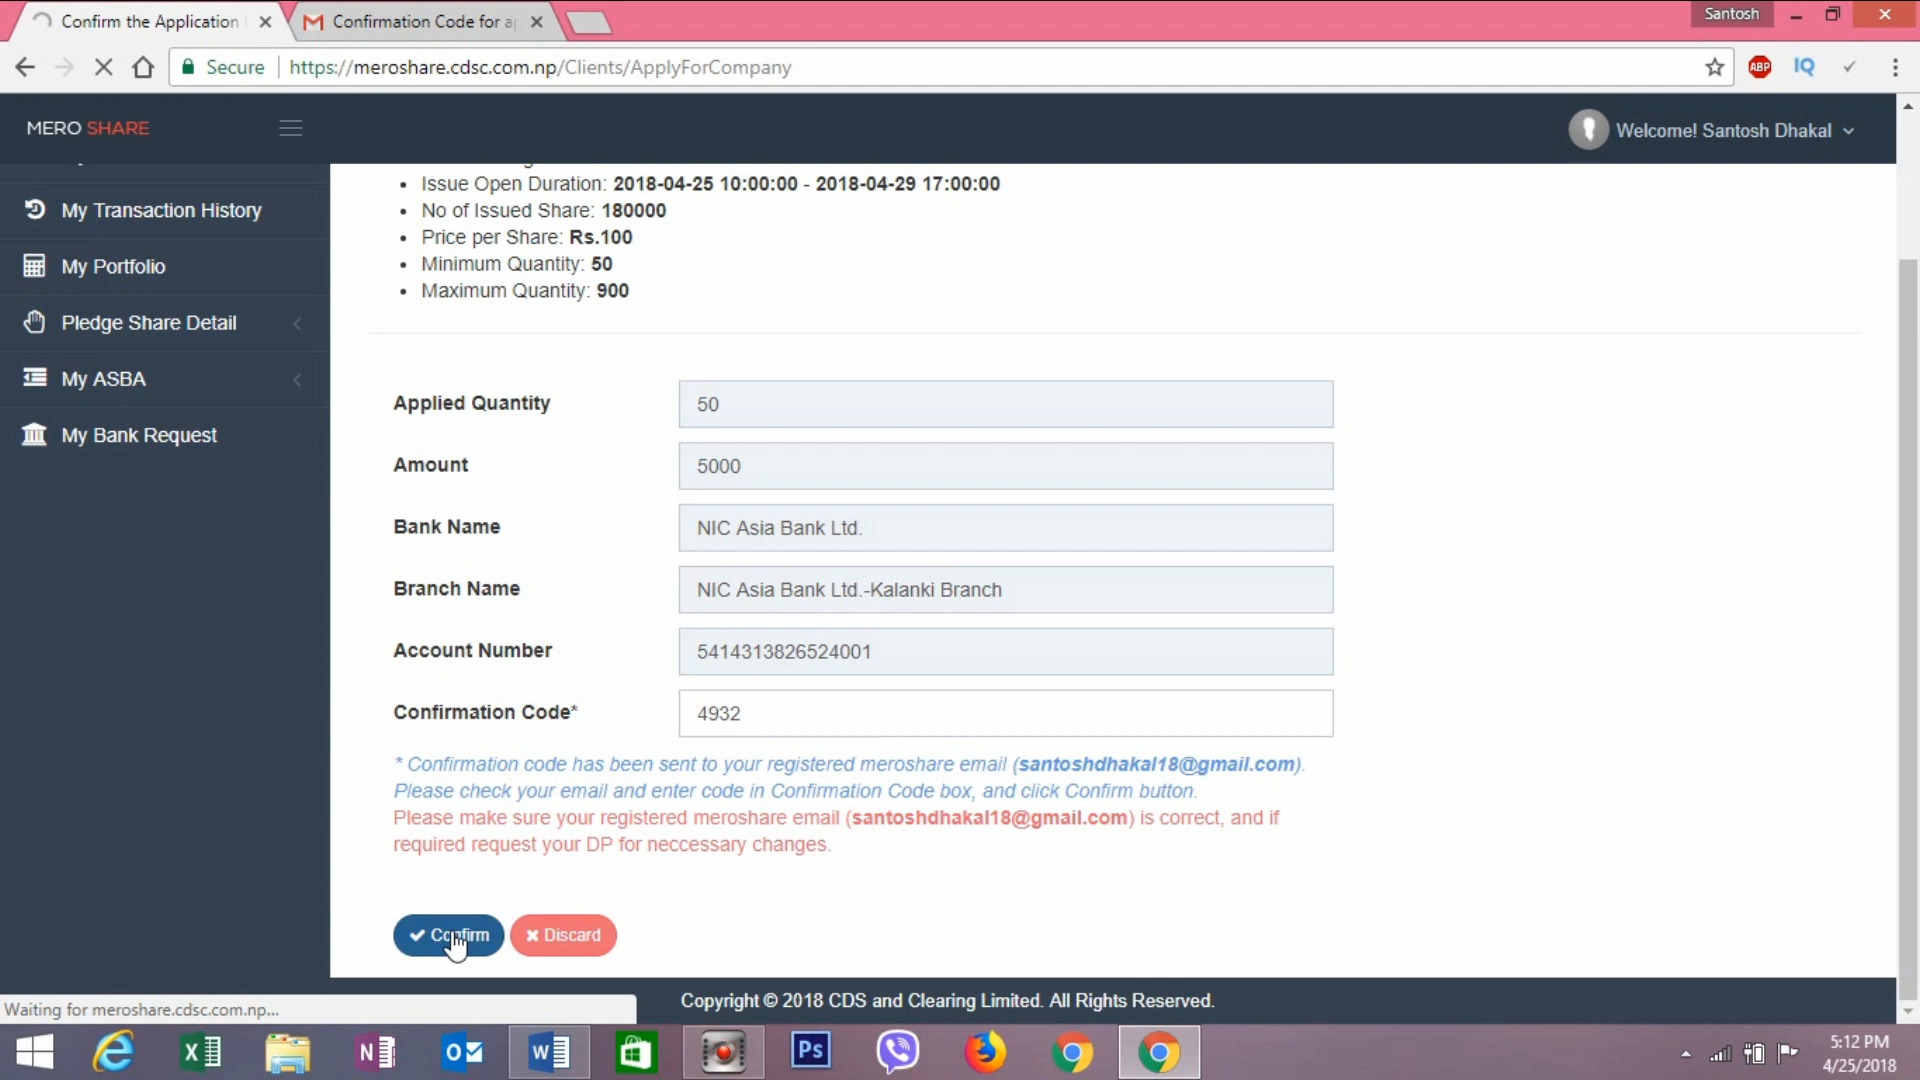 Confirm the Application
Confirmation Code for a
Santosh
Secure
https://meroshare.cdsc.com.np/Clients/ApplyForCompany
ABP
IQ
MERO SHARE
Welcome! Santosh Dhakal
My Transaction History
My Portfolio
Pledge Share Detail
My ASBA
My Bank Request
Issue Open Duration: 2018-04-25 10:00:00 - 2018-04-29 17:00:00
No of Issued Share: 180000
Price per Share: Rs.100
Minimum Quantity: 50
Maximum Quantity: 900
Applied Quantity 50
Amount 5000
Bank Name NIC Asia Bank Ltd.
Branch Name NIC Asia Bank Ltd.-Kalanki Branch
Account Number 5414313826524001
Confirmation Code* 4932
* Confirmation code has been sent to your registered meroshare email (santoshdhakal18@gmail.com).
Please check your email and enter code in Confirmation Code box, and click Confirm button.
Please make sure your registered meroshare email (santoshdhakal18@gmail.com) is correct, and if
required request your DP for neccessary changes.
Confirm
Discard
Waiting for meroshare.cdsc.com.np...
Copyright © 2018 CDS and Clearing Limited. All Rights Reserved.
Ps
5:12 PM
4/25/2018